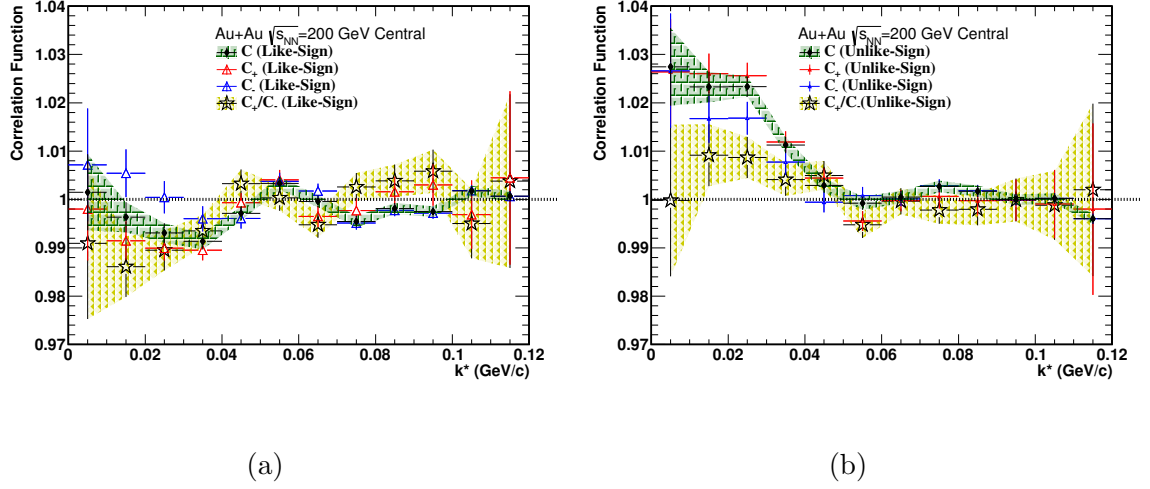 Correlation Function
1.04
1.03
1.02
1.01
1
0.99
0.98
0.97
Au+Au √sNN=200 GeV Central
C (Like-Sign)
C+ (Like-Sign)
C- (Like-Sign)
C+/C- (Like-Sign)
0 0.02 0.04 0.06 0.08 0.1 0.12
k* (GeV/c)
(a)
Correlation Function
1.04
1.03
1.02
1.01
1
0.99
0.98
0.97
Au+Au √sNN=200 GeV Central
C (Unlike-Sign)
C+ (Unlike-Sign)
C- (Unlike-Sign)
C+/C-(Unlike-Sign)
0 0.02 0.04 0.06 0.08 0.1 0.12
k* (GeV/c)
(b)